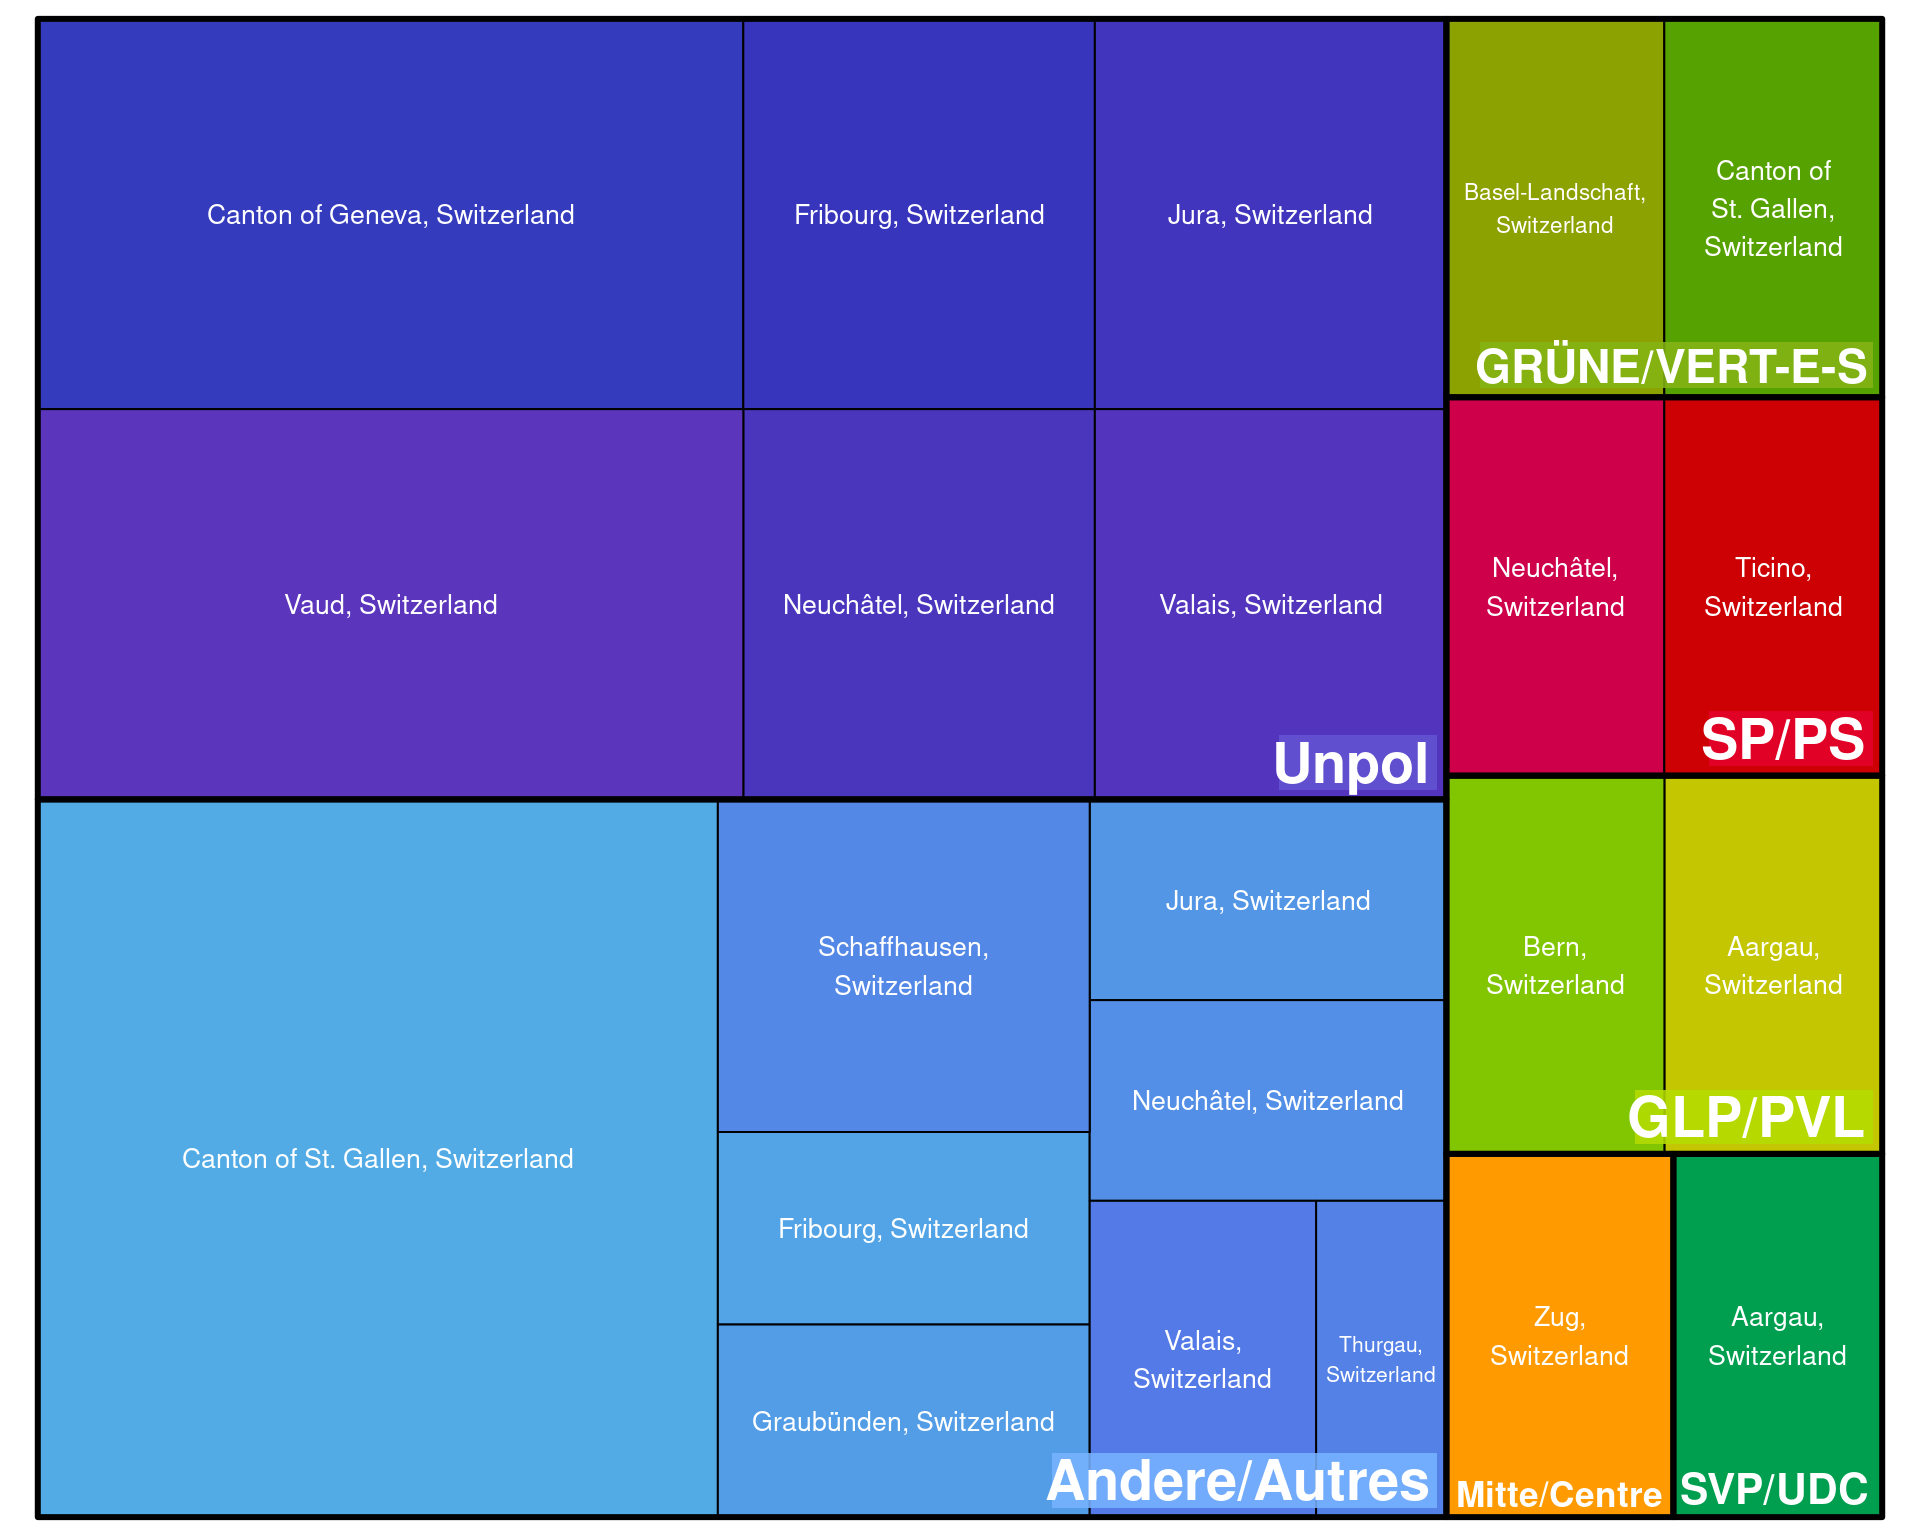 Canton of Geneva, Switzerland
Fribourg, Switzerland
Jura, Switzerland
Vaud, Switzerland
Neuchâtel, Switzerland
Valais, Switzerland
Unpol
Canton of St. Gallen, Switzerland
Schaffhausen,
Switzerland
Fribourg, Switzerland
Graubünden, Switzerland
Jura, Switzerland
Neuchâtel, Switzerland
Valais,
Switzerland
Thurgau,
Switzerland
Andere/Autres
Basel-Landschaft,
Switzerland
Canton of
St. Gallen,
Switzerland
GRÜNE/VERT-E-S
Neuchâtel,
Switzerland
Ticino,
Switzerland
SP/PS
Bern,
Switzerland
Aargau,
Switzerland
GLP/PVL
Zug,
Switzerland
Mitte/Centre
Aargau,
Switzerland
SVP/UDC